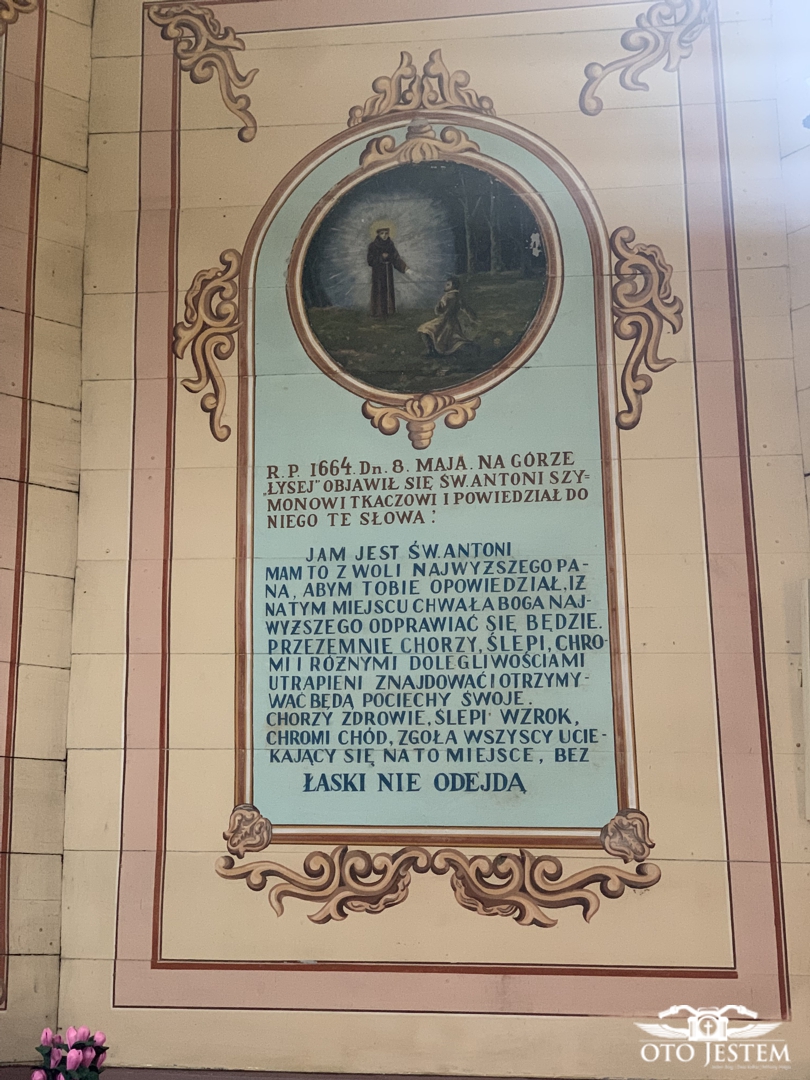 R. P. 1664. Dn. 8. MAJA. NA GÓRZE
„ŁYSEJ" OBJAWIŁ SIĘ ŚW. ANTONI SZY-
MONOWI TKACZOWI I POWIEDZIAŁ DO
NIEGO TE SŁOWA:
JAM JEST ŚW. ANTONI
MAM TO Z WOLI NAJWYŻSZEGO PA-
NA, ABYM TOBIE OPOWIEDZIAŁ, IŻ
NA TYM MIEJSCU CHWAŁA BOGA NAJ-
WYŻSZEGO ODPRAWIAĆ SIĘ BĘDZIE.
PRZEZEMNIE CHORZY, ŚLEPI, CHRO-
MI I RÓŻNYMI DOLEGLIWOŚCIAMI
UTRAPIENI ZNAJDOWAĆ I OTRZYMY-
WAĆ BĘDĄ POCIECHY SWOJE.
CHORZY ZDROWIE, ŚLEPI WZROK,
CHROMI CHÓD, ZGOŁA WSZYSCY UCIE-
KAJĄCY SIĘ NA TO MIEJSCE, BEZ
ŁASKI NIE ODEJDĄ
OTO JESTEM